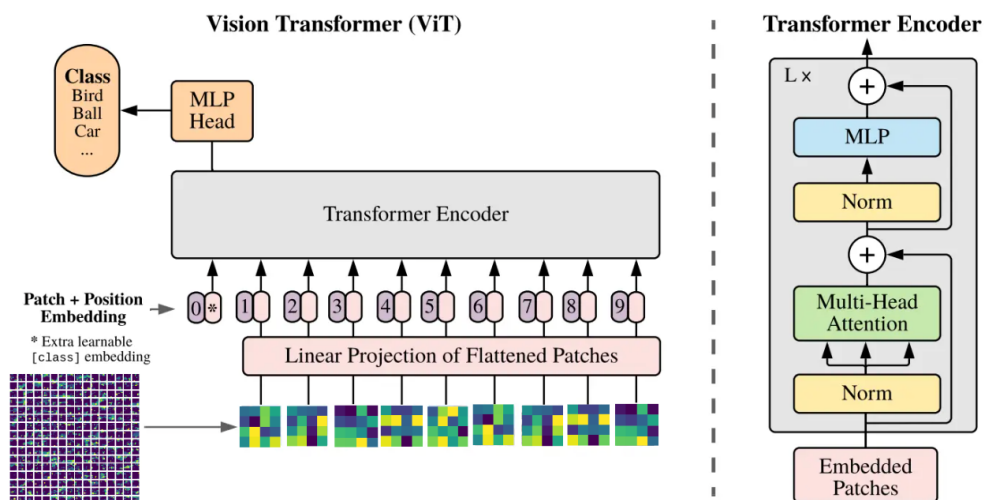 Vision Transformer (ViT)
Class
Bird
Ball
Car
...
MLP
Head
Transformer Encoder
Patch + Position
Embedding
* Extra learnable
[class] embedding
0 * 1 2 3 4 5 6 7 8 9
Linear Projection of Flattened Patches
Transformer Encoder
L x
+
MLP
Norm
+
Multi-Head
Attention
Norm
Embedded
Patches